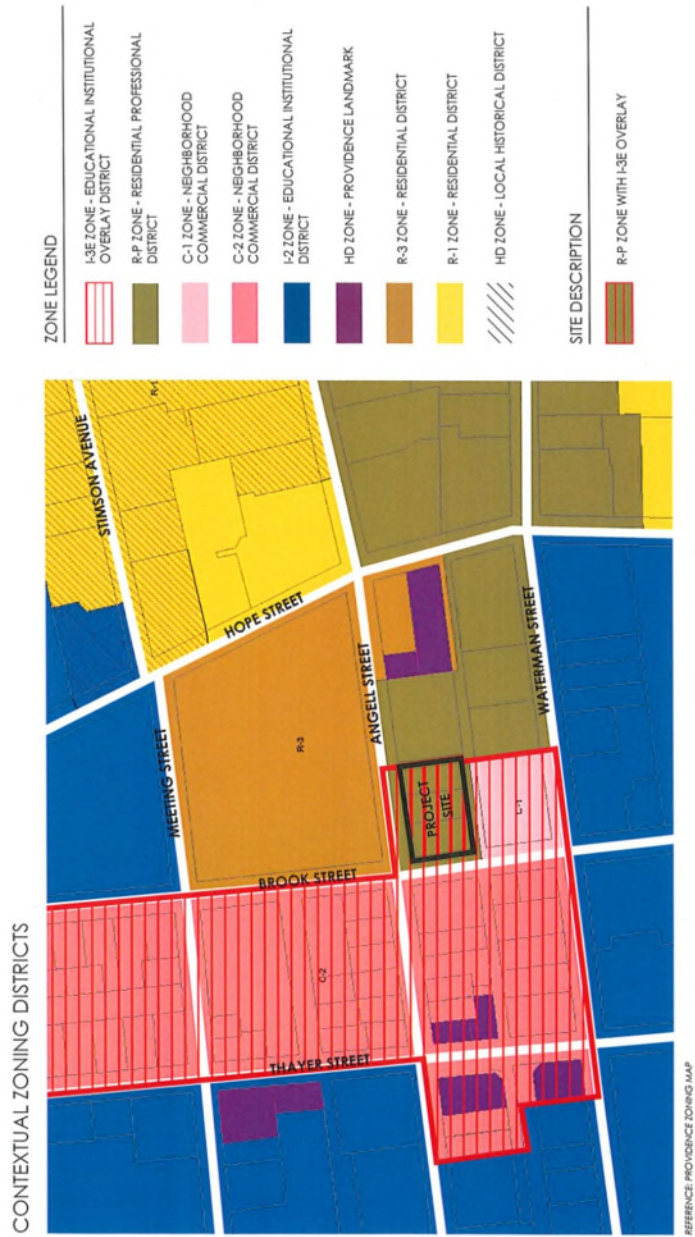 CONTEXTUAL ZONING DISTRICTS
STIMSON AVENUE
R-1
HOPE STREET
MEETING STREET
R-3
ANGELL STREET
WATERMAN STREET
BROOK STREET
PROJECT
SITE
C-1
C-2
THAYER STREET
REFERENCE: PROVIDENCE ZONING MAP
ZONE LEGEND
I-3E ZONE - EDUCATIONAL INSTITUTIONAL
OVERLAY DISTRICT
R-P ZONE - RESIDENTIAL PROFESSIONAL
DISTRICT
C-1 ZONE - NEIGHBORHOOD
COMMERCIAL DISTRICT
C-2 ZONE - NEIGHBORHOOD
COMMERCIAL DISTRICT
I-2 ZONE - EDUCATIONAL INSTITUTIONAL
DISTRICT
HD ZONE - PROVIDENCE LANDMARK
R-3 ZONE - RESIDENTIAL DISTRICT
R-1 ZONE - RESIDENTIAL DISTRICT
HD ZONE - LOCAL HISTORICAL DISTRICT
SITE DESCRIPTION
R-P ZONE WITH I-3E OVERLAY